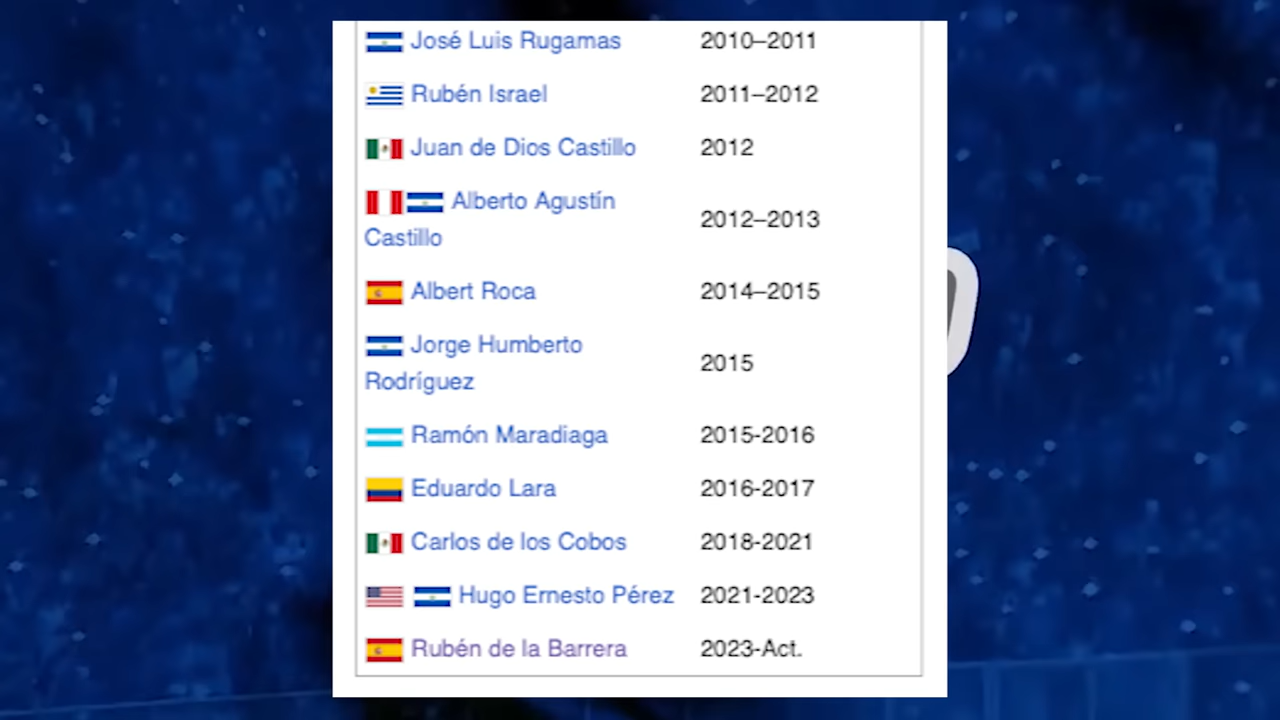 José Luis Rugamas 2010–2011
Rubén Israel 2011–2012
Juan de Dios Castillo 2012
Alberto Agustín
Castillo 2012–2013
Albert Roca 2014–2015
Jorge Humberto
Rodríguez 2015
Ramón Maradiaga 2015-2016
Eduardo Lara 2016-2017
Carlos de los Cobos 2018-2021
Hugo Ernesto Pérez 2021-2023
Rubén de la Barrera 2023-Act.